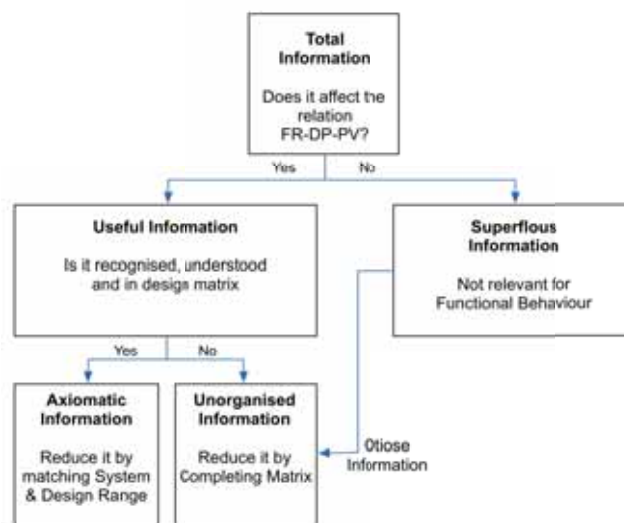 Total
Information
Does it affect the
relation
FR-DP-PV?
Yes
No
Useful Information
Is it recognised, understood
and in design matrix
Superflous
Information
Not relevant for
Functional Behaviour
Yes
No
Axiomatic
Information
Reduce it by
matching System
& Design Range
Unorganised
Information
Reduce it by
Completing Matrix
Otiose
Information